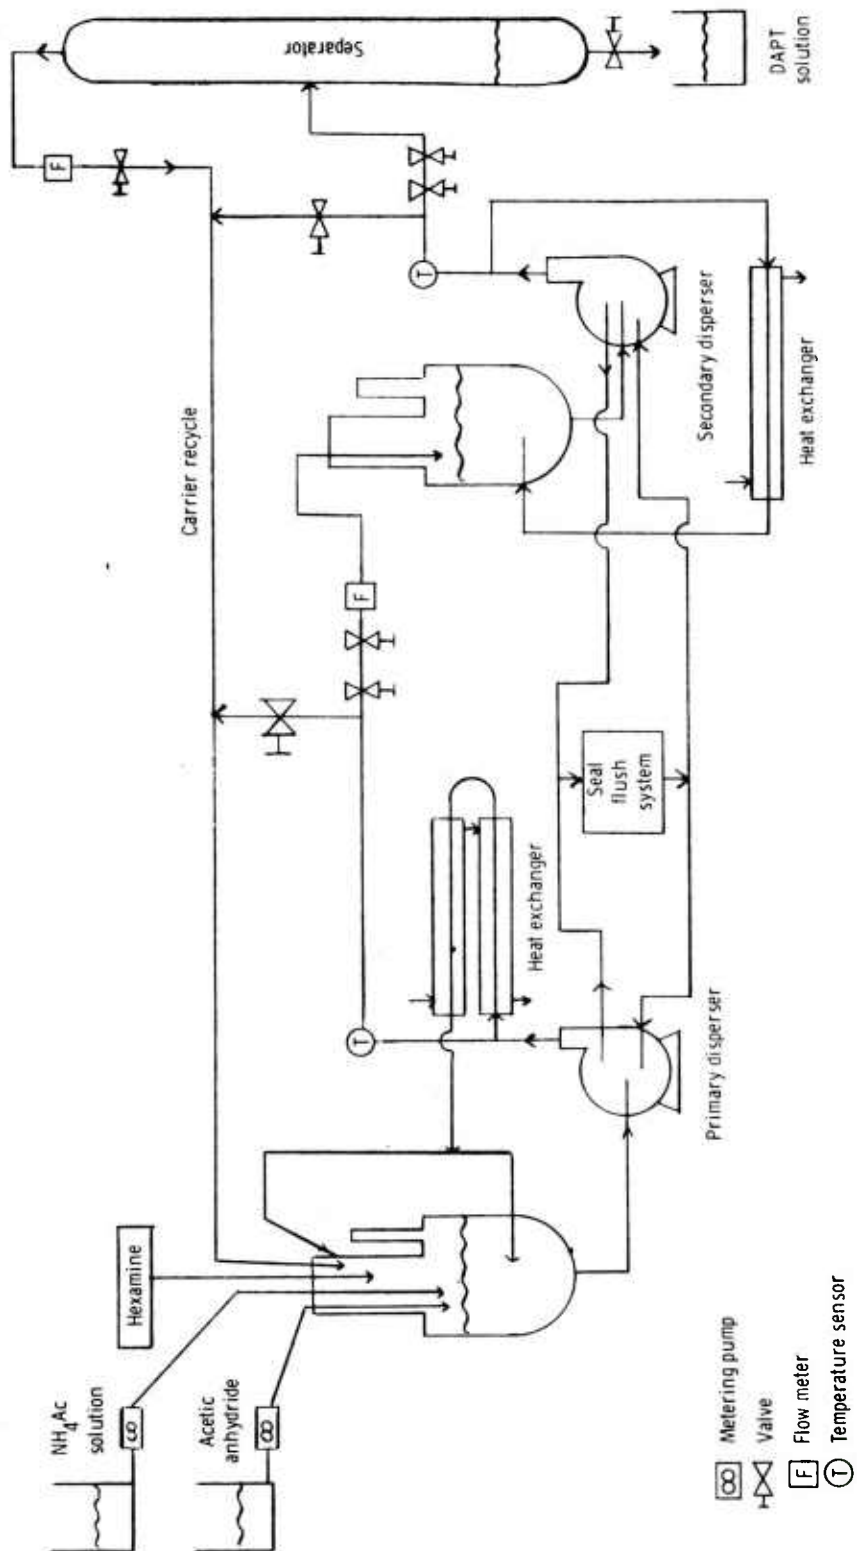 NH4Ac
solution
Acetic
anhydride
Hexamine
Carrier recycle
Separator
DAPT
solution
F
T
F
T
Heat exchanger
Seal
flush
system
Primary disperser
Secondary disperser
Heat exchanger
Metering pump
Valve
F Flow meter
T Temperature sensor